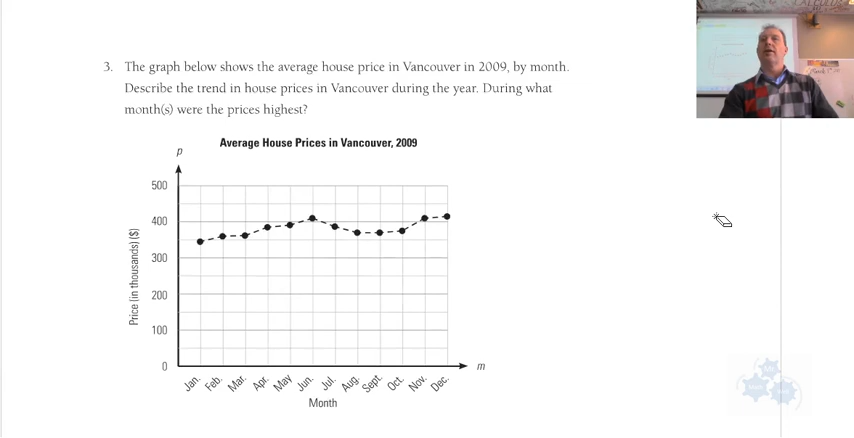 3. The graph below shows the average house price in Vancouver in 2009, by month.
Describe the trend in house prices in Vancouver during the year. During what
month(s) were the prices highest?
Average House Prices in Vancouver, 2009
p
Price (in thousands) ($)
500
400
300
200
100
0
m
Jan. Feb. Mar. Apr. May Jun. Jul. Aug. Sept. Oct. Nov. Dec.
Month